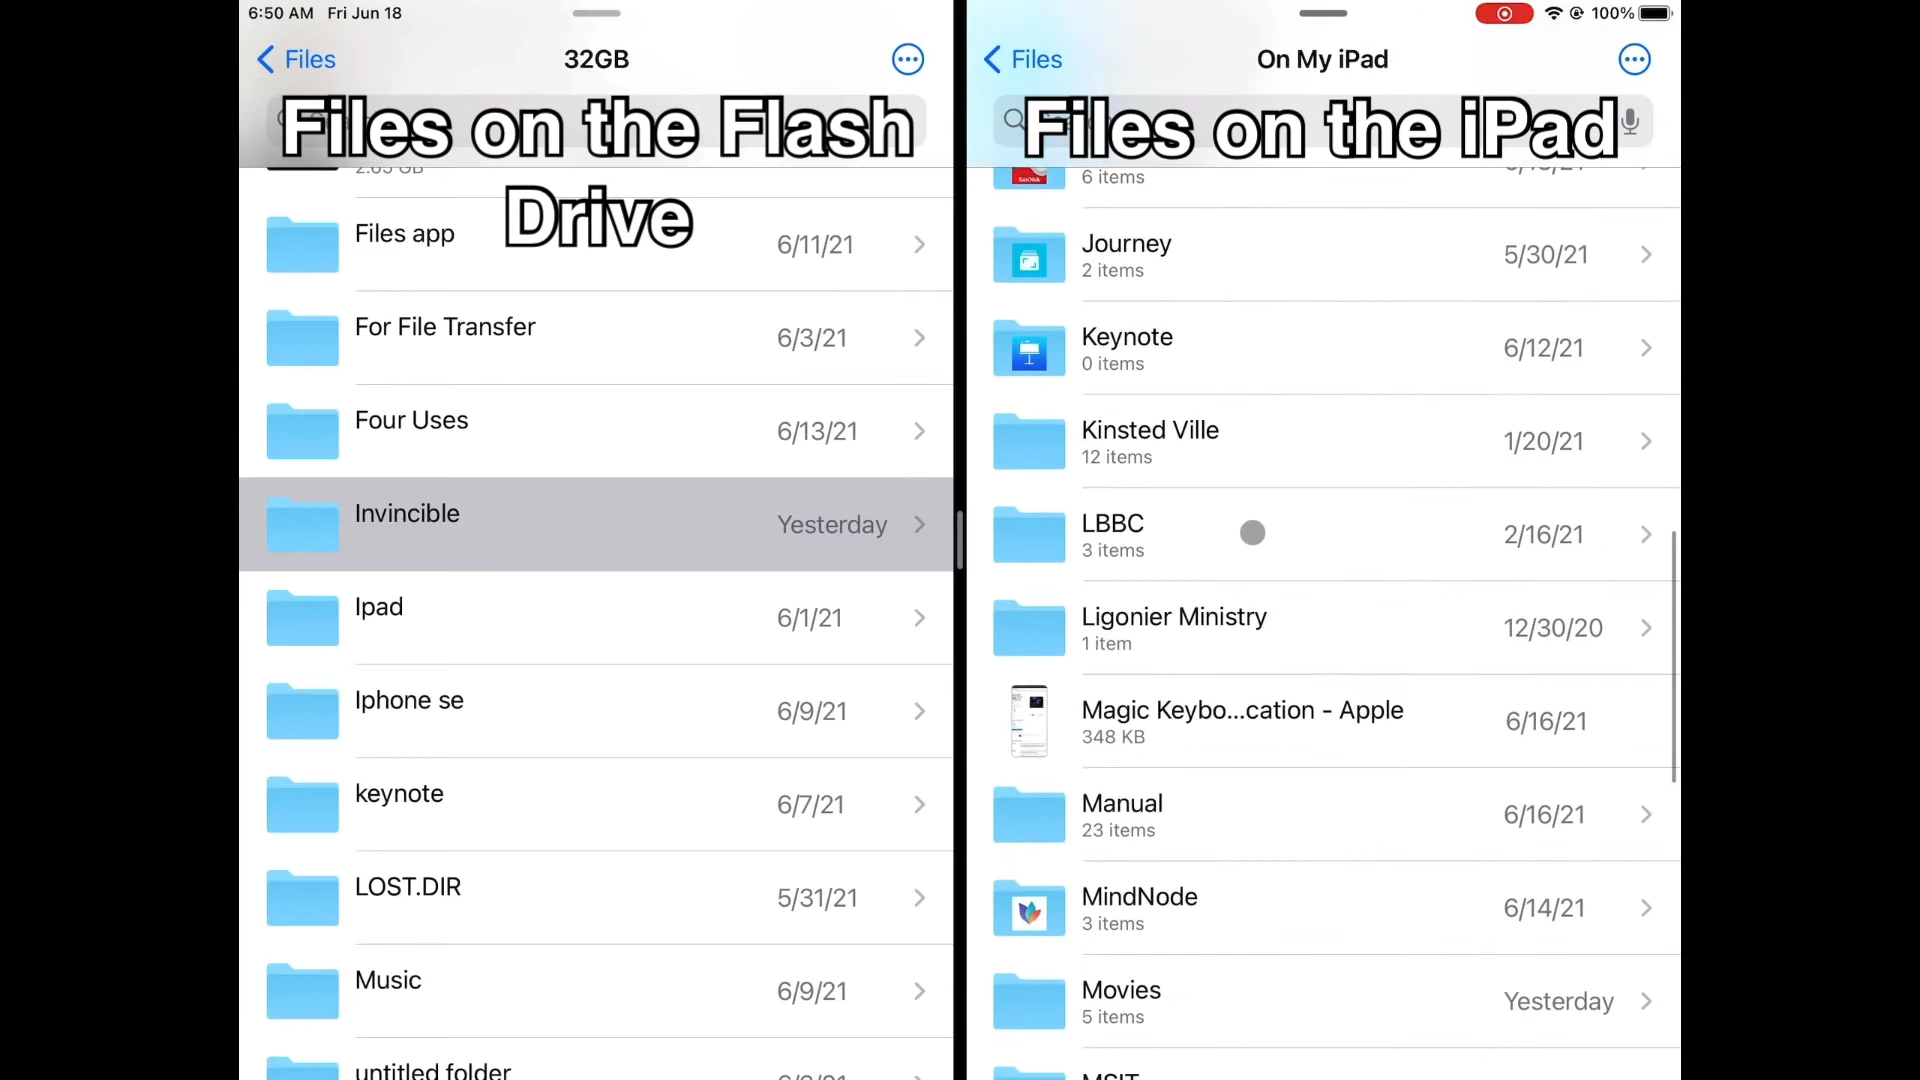 6:50 AM Fri Jun 18
100%
Files
32GB
Files on the Flash
Drive
2.65 GB
Files app
6/11/21
For File Transfer
6/3/21
Four Uses
6/13/21
Invincible
Yesterday
Ipad
6/1/21
Iphone se
6/9/21
keynote
6/7/21
LOST.DIR
5/31/21
Music
6/9/21
untitled folder
Files
On My iPad
Files on the iPad
SanDisk
6 items
Journey
5/30/21
2 items
Keynote
6/12/21
0 items
Kinsted Ville
1/20/21
12 items
LBBC
2/16/21
3 items
Ligonier Ministry
12/30/20
1 item
Magic Keybo...cation - Apple
6/16/21
348 KB
Manual
6/16/21
23 items
MindNode
6/14/21
3 items
Movies
Yesterday
5 items
MSIT